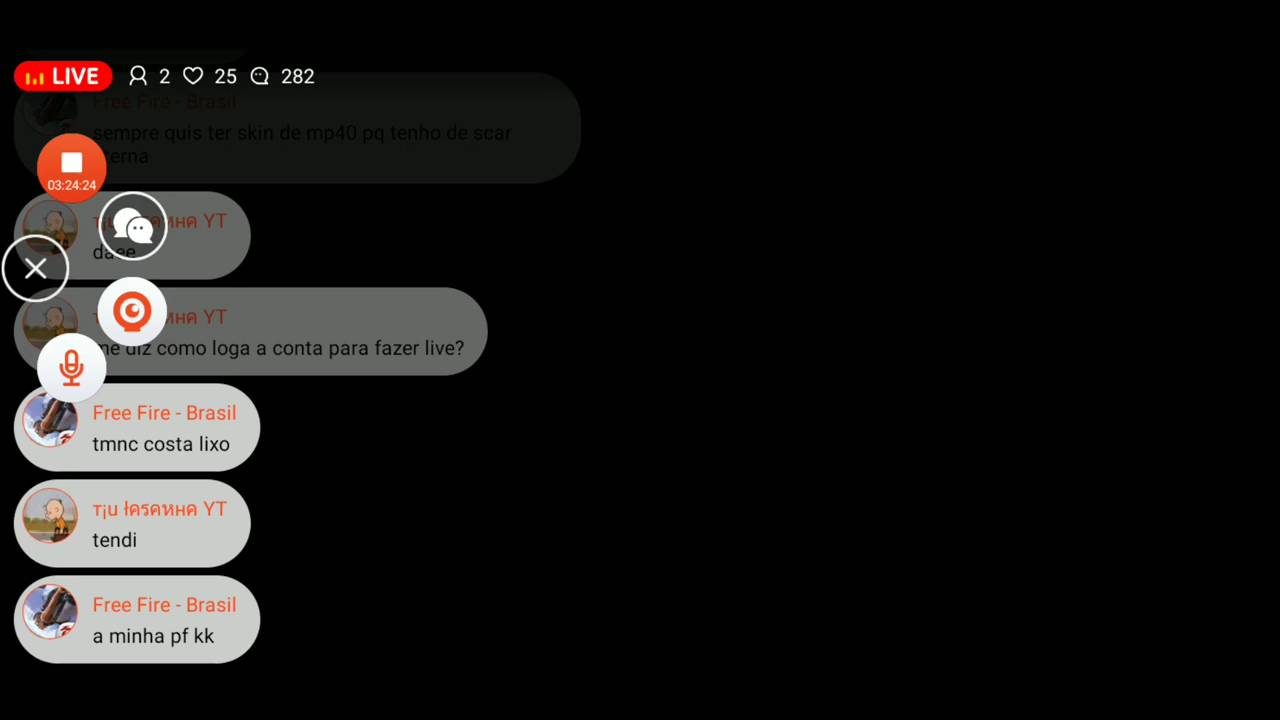 LIVE 2 25 282
Free Fire - Brasil
sempre quis ter skin de mp40 pq tenho de scar
03:24:24
YT
daee
YT
me diz como loga a conta para fazer live?
Free Fire - Brasil
tmnc costa lixo
YT
tendi
Free Fire - Brasil
a minha pf kk